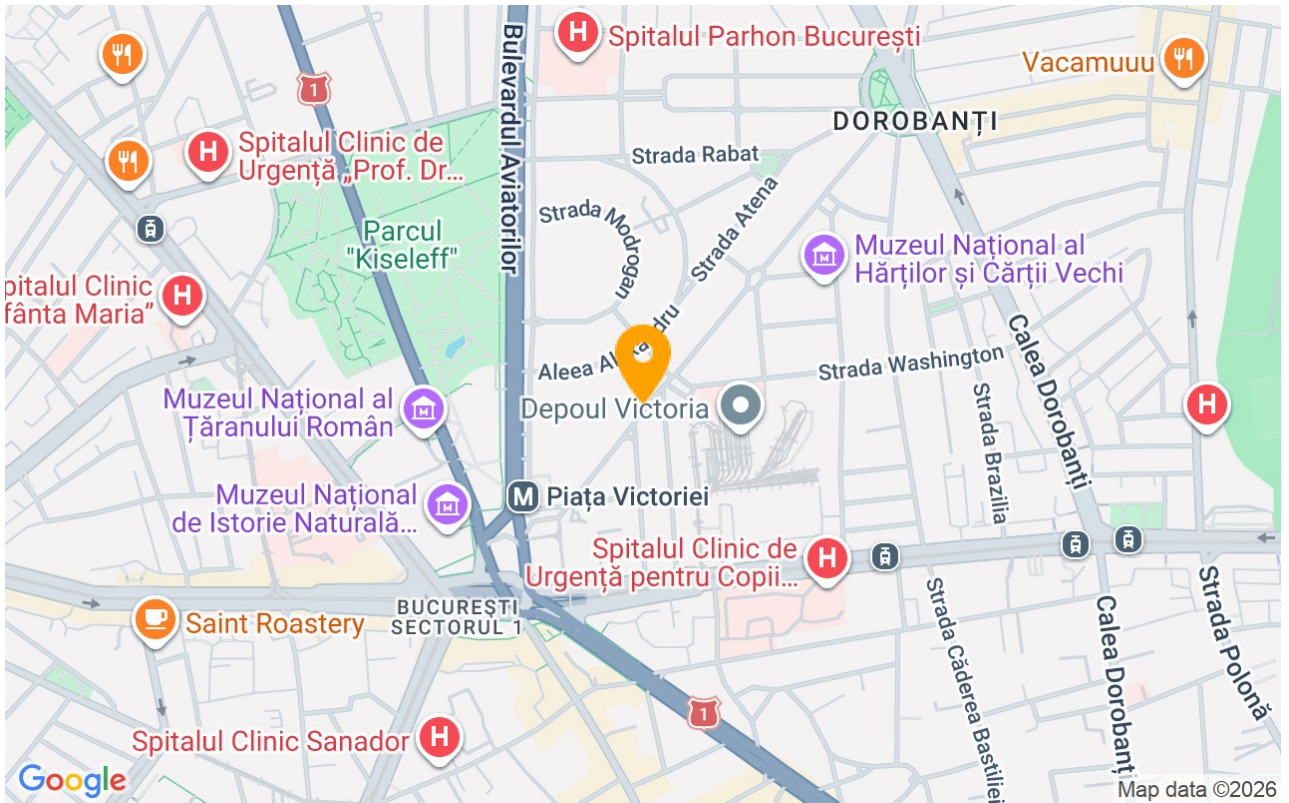 Spitalul Parhon București
Vacamuuu
1
Bulevardul Aviatorilor
DOROBANȚI
H
Spitalul Clinic de
Urgență „Prof. Dr...
Strada Rabat
Strada Atena
Strada Modrogan
Parcul
"Kiseleff"
M
Muzeul Național al
Hărților și Cărții Vechi
pitalul Clinic
fânta Maria”
H
Calea Dorobanți
Aleea
Strada Washington
Muzeul Național al
Țăranului Român
M
Depoul Victoria
H
Strada Brazilia
Muzeul Național
de Istorie Naturală...
M
M Piața Victoriei
Spitalul Clinic de
Urgență pentru Copii...
H
BUCUREȘTI
SECTORUL 1
Saint Roastery
Strada Căderea Bastiliei
Calea Dorobanți
Strada Polonă
1
Spitalul Clinic Sanador
H
Google
Map data ©2026